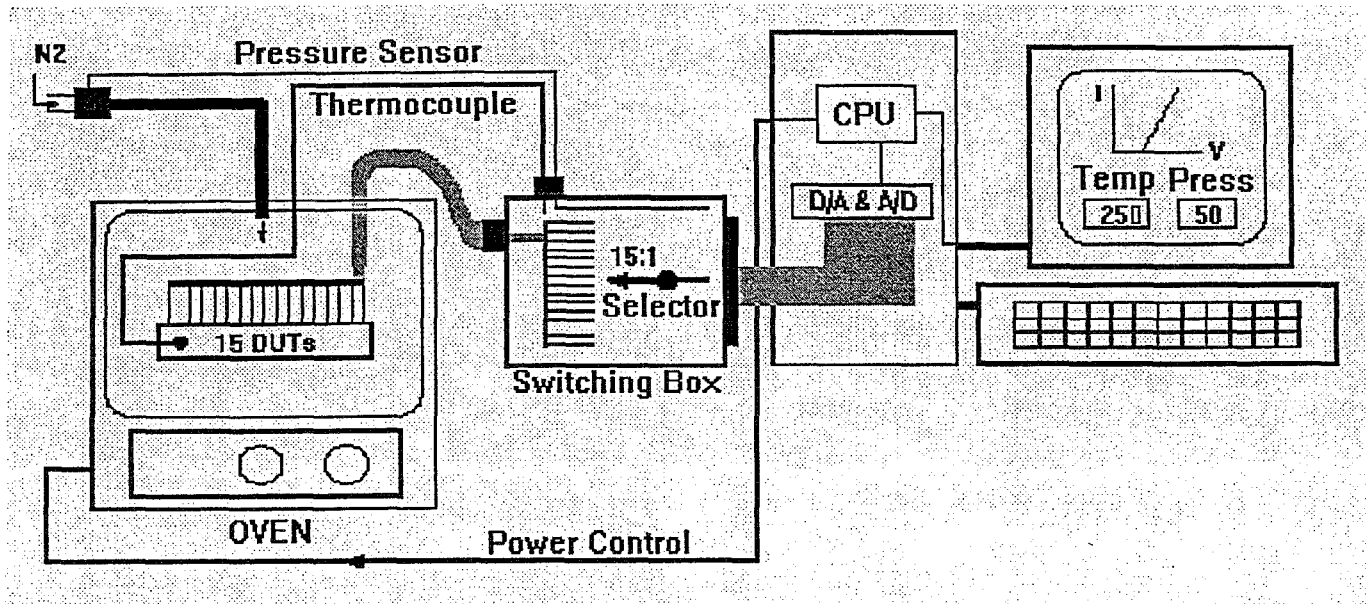 N2
Pressure Sensor
Thermocouple
CPU
D/A & A/D
I
V
Temp Press
250 50
15:1
Selector
15 DUTs
Switching Box
OVEN
Power Control